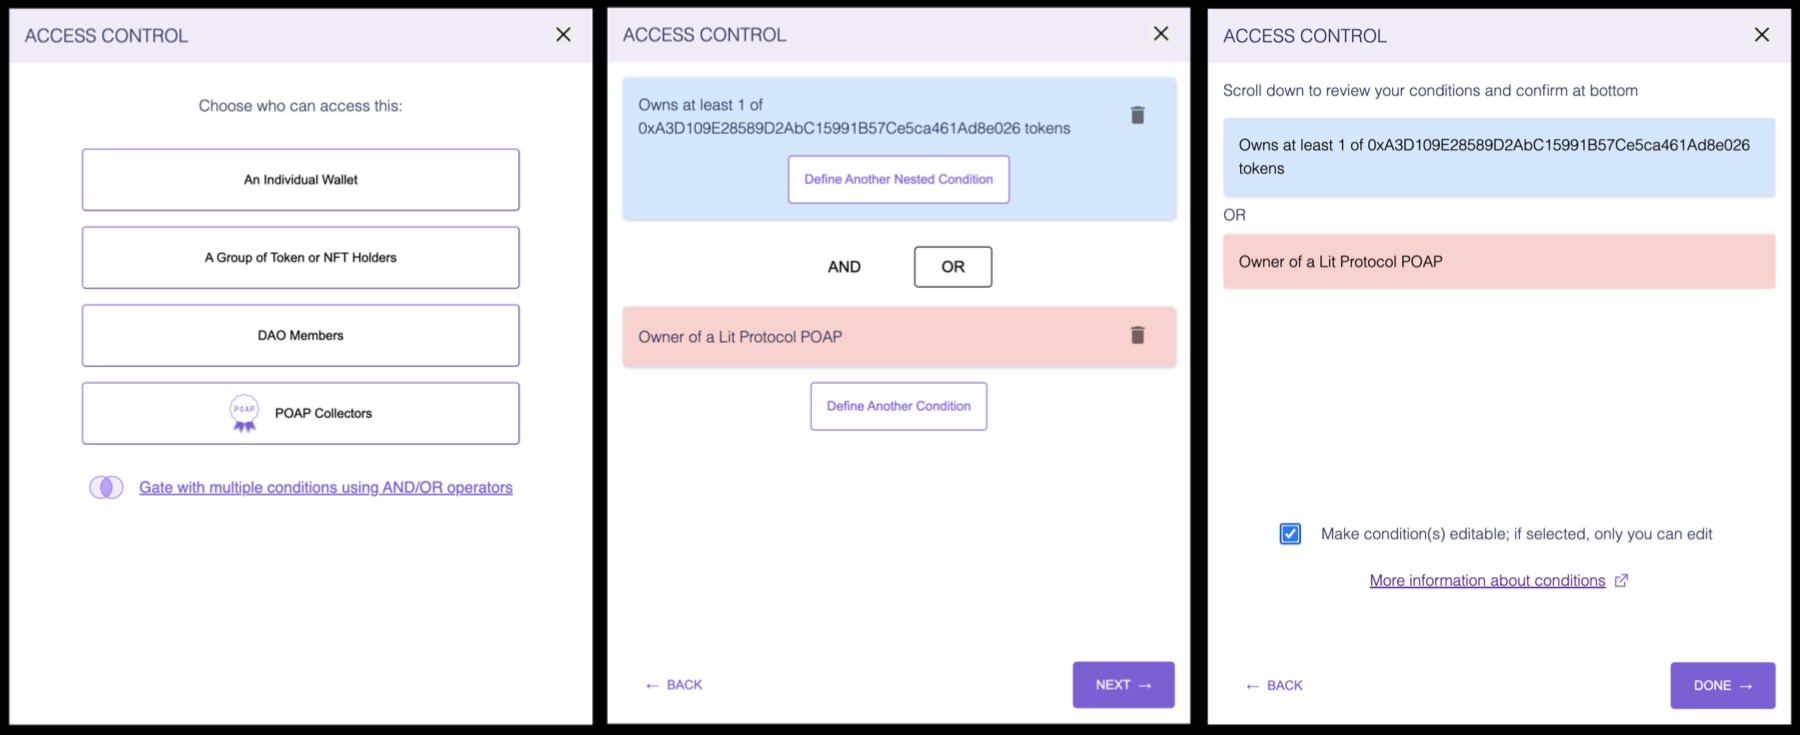 ACCESS CONTROL
Choose who can access this:
An Individual Wallet
A Group of Token or NFT Holders
DAO Members
POAP
POAP Collectors
Gate with multiple conditions using AND/OR operators
ACCESS CONTROL
Owns at least 1 of
0xA3D109E28589D2AbC15991B57Ce5ca461Ad8e026 tokens
Define Another Nested Condition
AND
OR
Owner of a Lit Protocol POAP
Define Another Condition
← BACK
NEXT →
ACCESS CONTROL
Scroll down to review your conditions and confirm at bottom
Owns at least 1 of 0xA3D109E28589D2AbC15991B57Ce5ca461Ad8e026
tokens
OR
Owner of a Lit Protocol POAP
Make condition(s) editable; if selected, only you can edit
More information about conditions
← BACK
DONE →